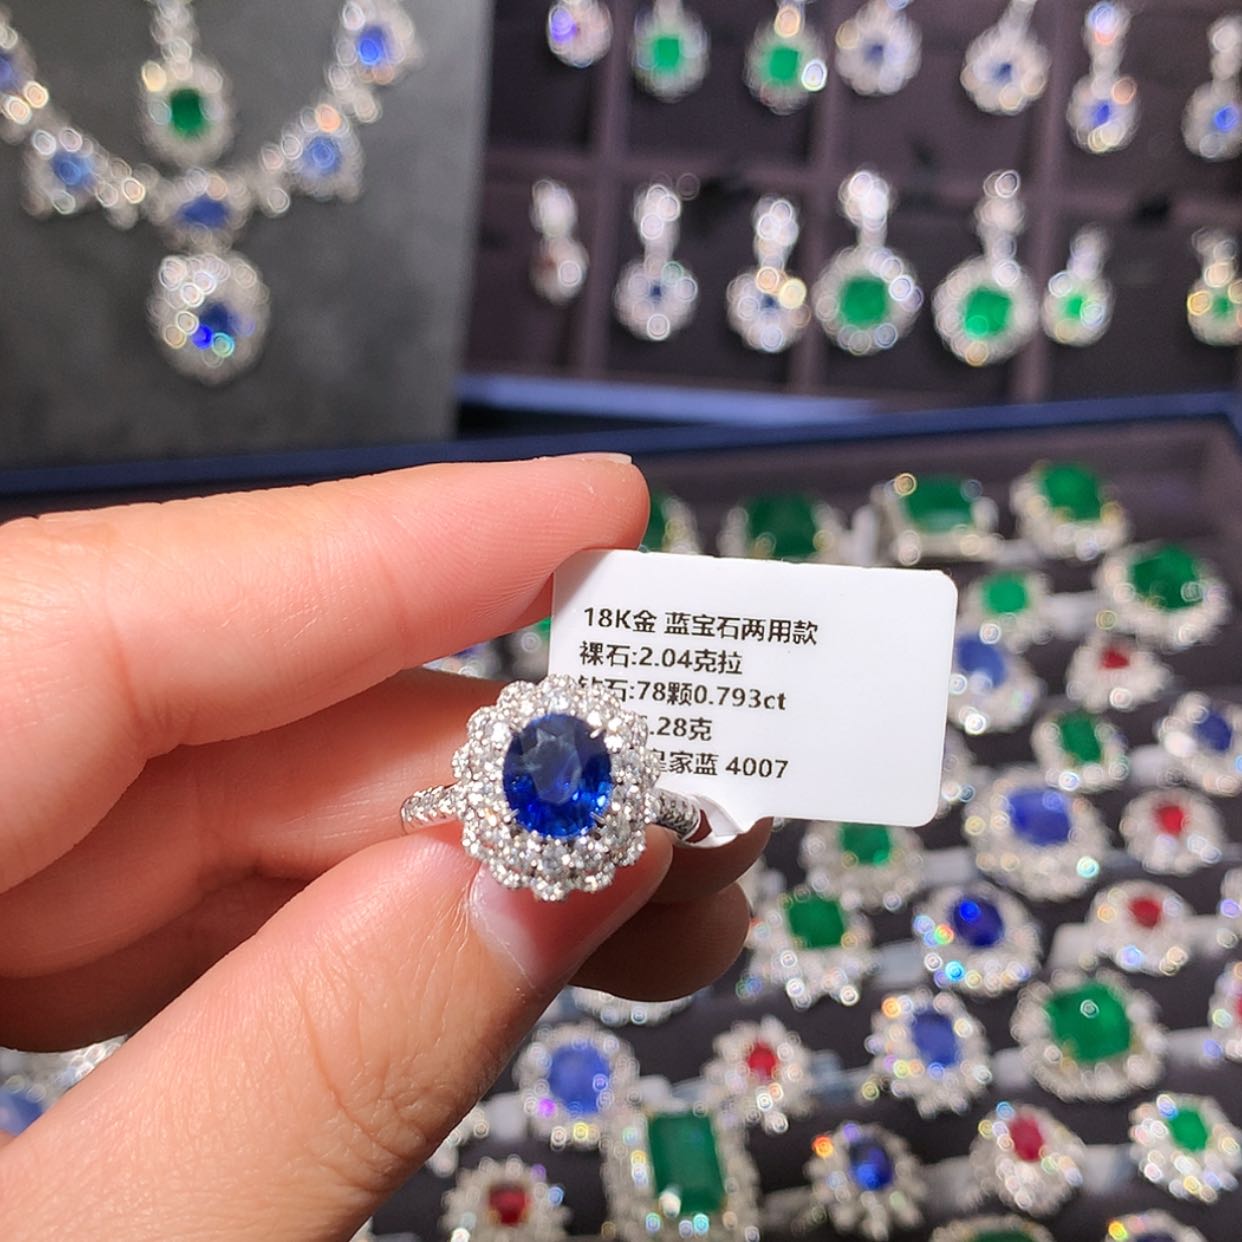 18K金 蓝宝石两用款
裸石:2.04克拉
钻石:78颗0.793ct
.28克
皇家蓝 4007